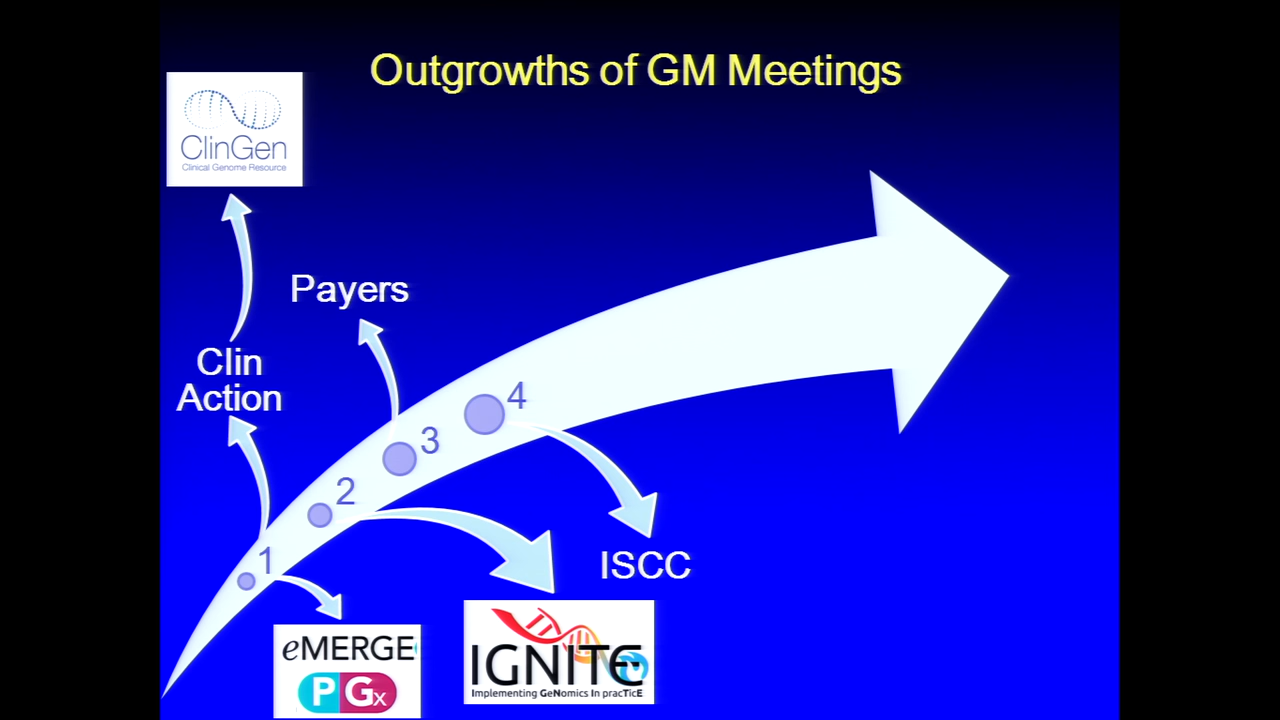 Outgrowths of GM Meetings
ClinGen
Clinical Genome Resource
Payers
Clin
Action
4
3
2
1
ISCC
eMERGE
PGx
IGNITE
Implementing GeNomics In pracTicE